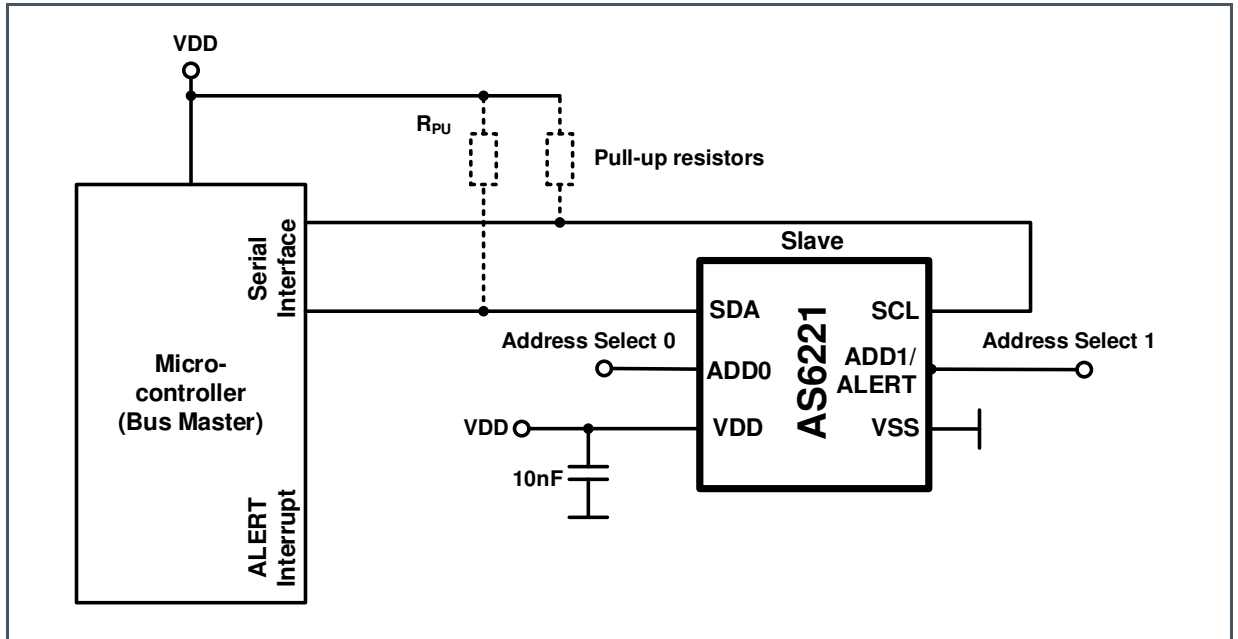 VDD
RPU
Pull-up resistors
Serial
Interface
Slave
SDA
SCL
Address Select 0
Address Select 1
ADD0
ADD1/
ALERT
AS6221
Micro-
controller
(Bus Master)
VDD
VDD
VSS
10nF
ALERT
Interrupt